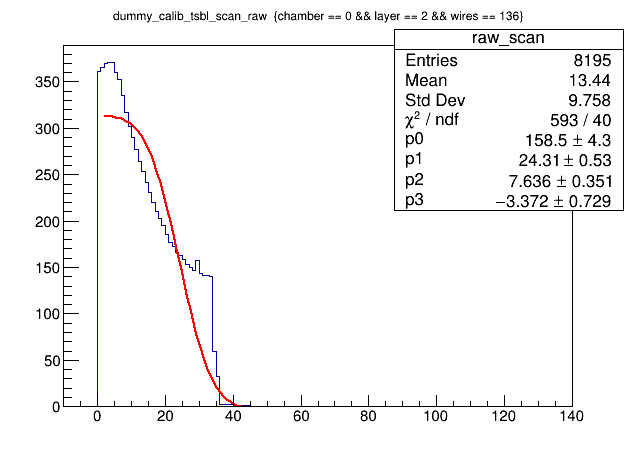 dummy_calib_tsbl_scan_raw {chamber == 0 && layer == 2 && wires == 136}
raw_scan
Entries 8195
Mean 13.44
Std Dev 9.758
χ² / ndf 593 / 40
p0 158.5 ± 4.3
p1 24.31 ± 0.53
p2 7.636 ± 0.351
p3 −3.372 ± 0.729
350
300
250
200
150
100
50
0
0 20 40 60 80 100 120 140